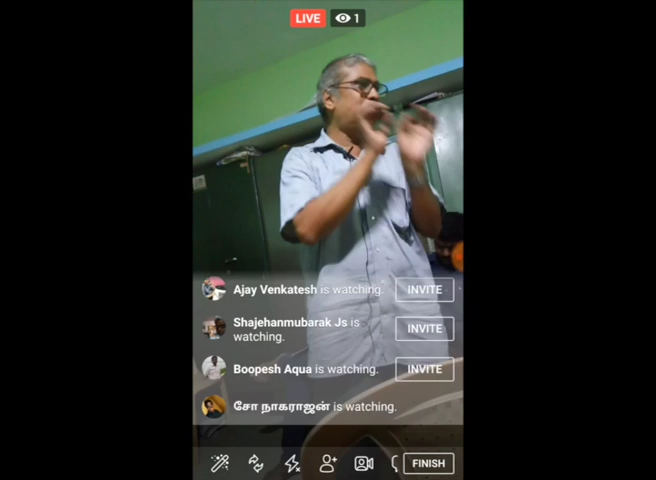 LIVE 1
Ajay Venkatesh is watching.
INVITE
Shajehanmubarak Js is
watching.
INVITE
Boopesh Aqua is watching.
INVITE
சோ நாகராஜன் is watching.
FINISH